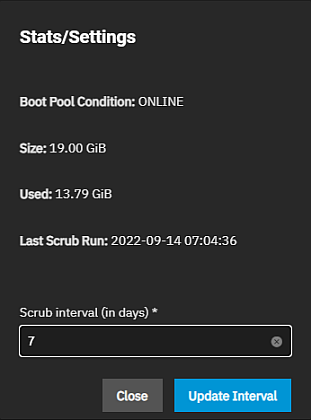 Stats/Settings
Boot Pool Condition: ONLINE
Size: 19.00 GiB
Used: 13.79 GiB
Last Scrub Run: 2022-09-14 07:04:36
Scrub interval (in days) *
7
Close Update Interval